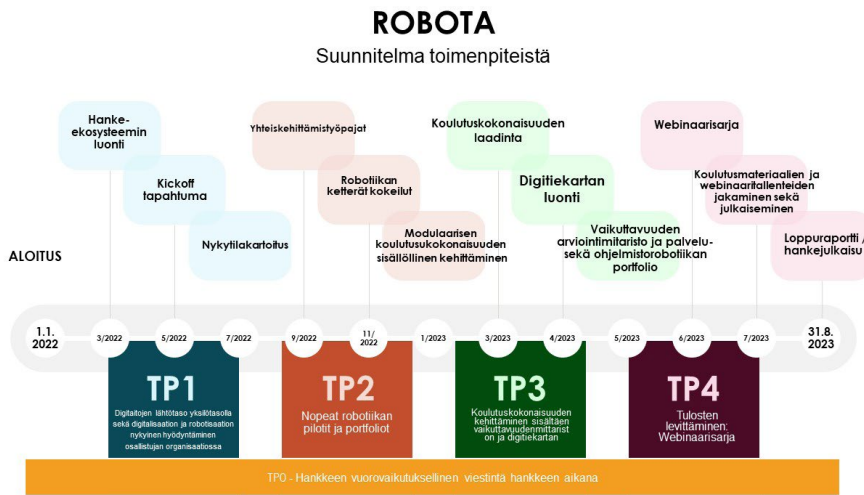 ROBOTA
Suunnitelma toimenpiteistä
Hanke-
ekosysteemin
luonti
Kickoff
tapahtuma
Nykytilakartoitus
Yhteiskehittämistyöpajat
Robotiikan
ketterät kokeilut
Modulaarisen
koulutusukokonaisuuden
sisällöllinen kehittäminen
Koulutuskokonaisuuden
laadinta
Digitiekartan
luonti
Vaikuttavuuden
arviointimitaristo ja palvelu-
sekä ohjelmistorobotiikan
portfolio
Webinaarisarja
Koulutusmateriaalien ja
webinaaritallenteiden
jakaminen sekä
julkaiseminen
Loppuraportti /
hankejulkaisu
ALOITUS
1.1.
2022
3/2022
5/2022
7/2022
9/2022
11/
2022
1/2023
3/2023
4/2023
5/2023
6/2023
7/2023
31.8.
2023
TP1
Digitaitojen lähtötaso yksilötasolla
sekä digitalisaation ja robotisaation
nykyinen hyödyntäminen
osallistujan organisaatiossa
TP2
Nopeat robotiikan
pilotit ja portfoliot
TP3
Koulutuskokonaisuuden
kehittäminen sisältäen
vaikuttavuudenmittarist
on ja digitiekartan
TP4
Tulosten
levittäminen:
Webinaarisarja
TP0 - Hankkeen vuorovaikutuksellinen viestintä hankkeen aikana